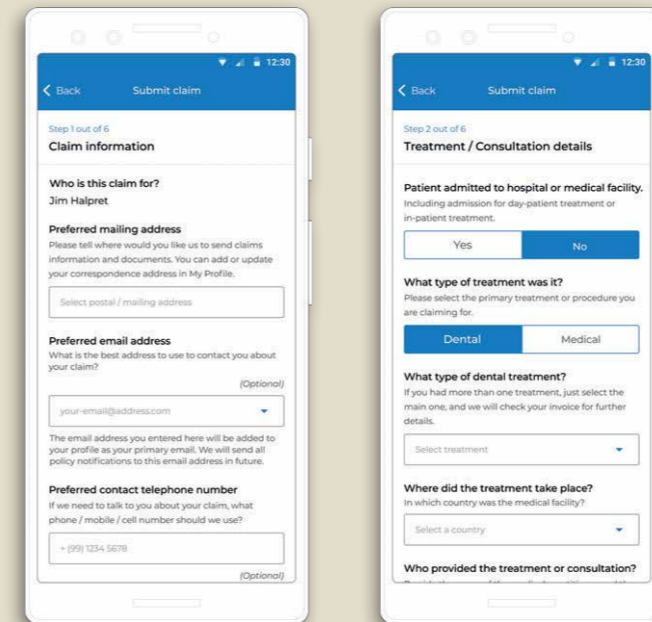 12:30
Back Submit claim
Step 1 out of 6
Claim information
Who is this claim for?
Jim Halpret
Preferred mailing address
Please tell where would you like us to send claims
information and documents. You can add or update
your correspondence address in My Profile.
Select postal / mailing address
Preferred email address
What is the best address to use to contact you about
your claim?
(Optional)
your-email@address.com
The email address you entered here will be added to
your profile as your primary email. We will send all
policy notifications to this email address in future.
Preferred contact telephone number
If we need to talk to you about your claim, what
phone / mobile / cell number should we use?
+ (99) 1234 5678
(Optional)
12:30
Back Submit claim
Step 2 out of 6
Treatment / Consultation details
Patient admitted to hospital or medical facility.
Including admission for day-patient treatment or
in-patient treatment.
Yes No
What type of treatment was it?
Please select the primary treatment or procedure you
are claiming for.
Dental Medical
What type of dental treatment?
If you had more than one treatment, just select the
main one, and we will check your invoice for further
details.
Select treatment
Where did the treatment take place?
In which country was the medical facility?
Select a country
Who provided the treatment or consultation?